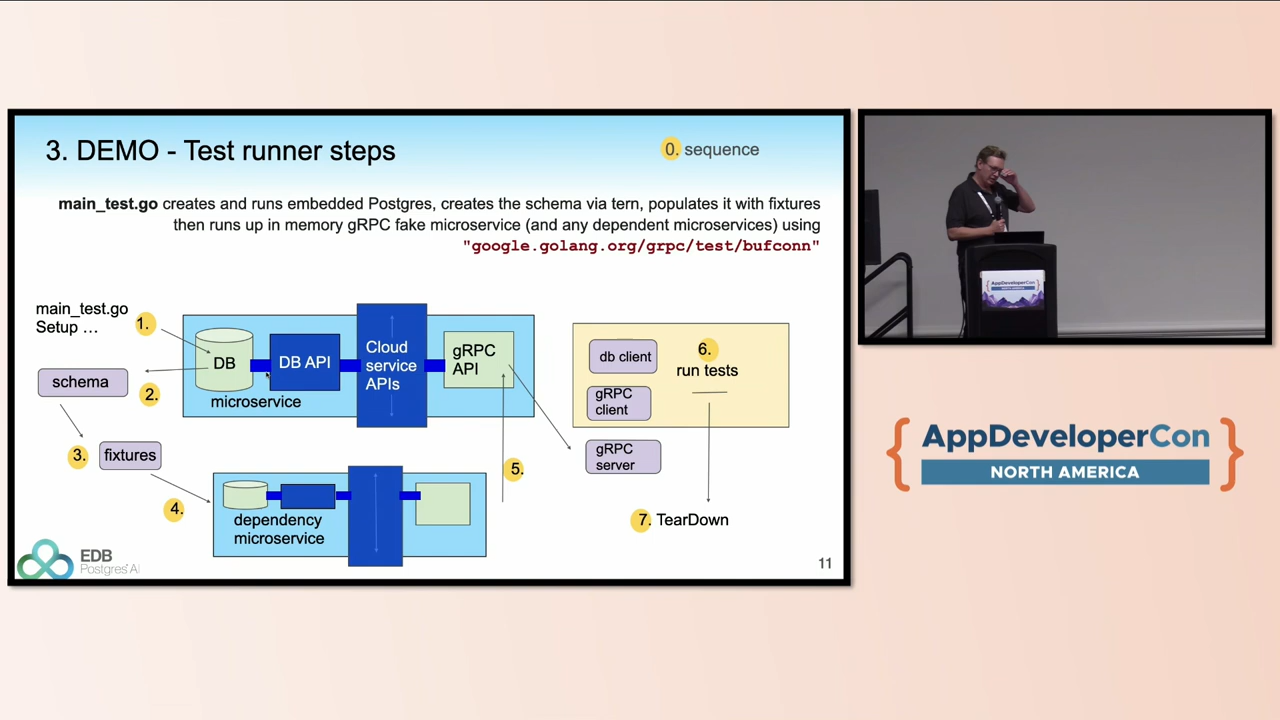 3. DEMO - Test runner steps
0. sequence
main_test.go creates and runs embedded Postgres, creates the schema via tern, populates it with fixtures
then runs up in memory gRPC fake microservice (and any dependent microservices) using
"google.golang.org/grpc/test/bufconn"
main_test.go
Setup ...
1.
DB
DB API
Cloud
service
APIs
gRPC
API
microservice
schema
2.
3.
fixtures
4.
dependency
microservice
5.
db client
gRPC
client
6.
run tests
gRPC
server
7. TearDown
EDB
Postgres AI
11
AppDeveloperCon
NORTH AMERICA
AppDeveloperCon
NORTH AMERICA